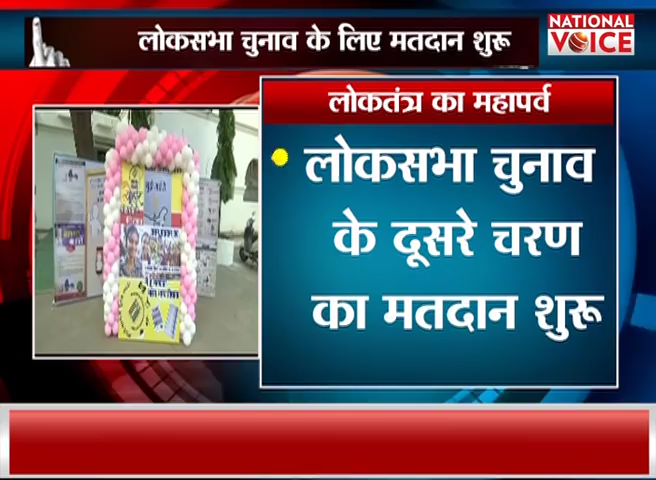 लोकसभा चुनाव के लिए मतदान शुरू
NATIONAL
VOICE
लोकतंत्र का महापर्व
लोकसभा चुनाव
के दूसरे चरण
का मतदान शुरू